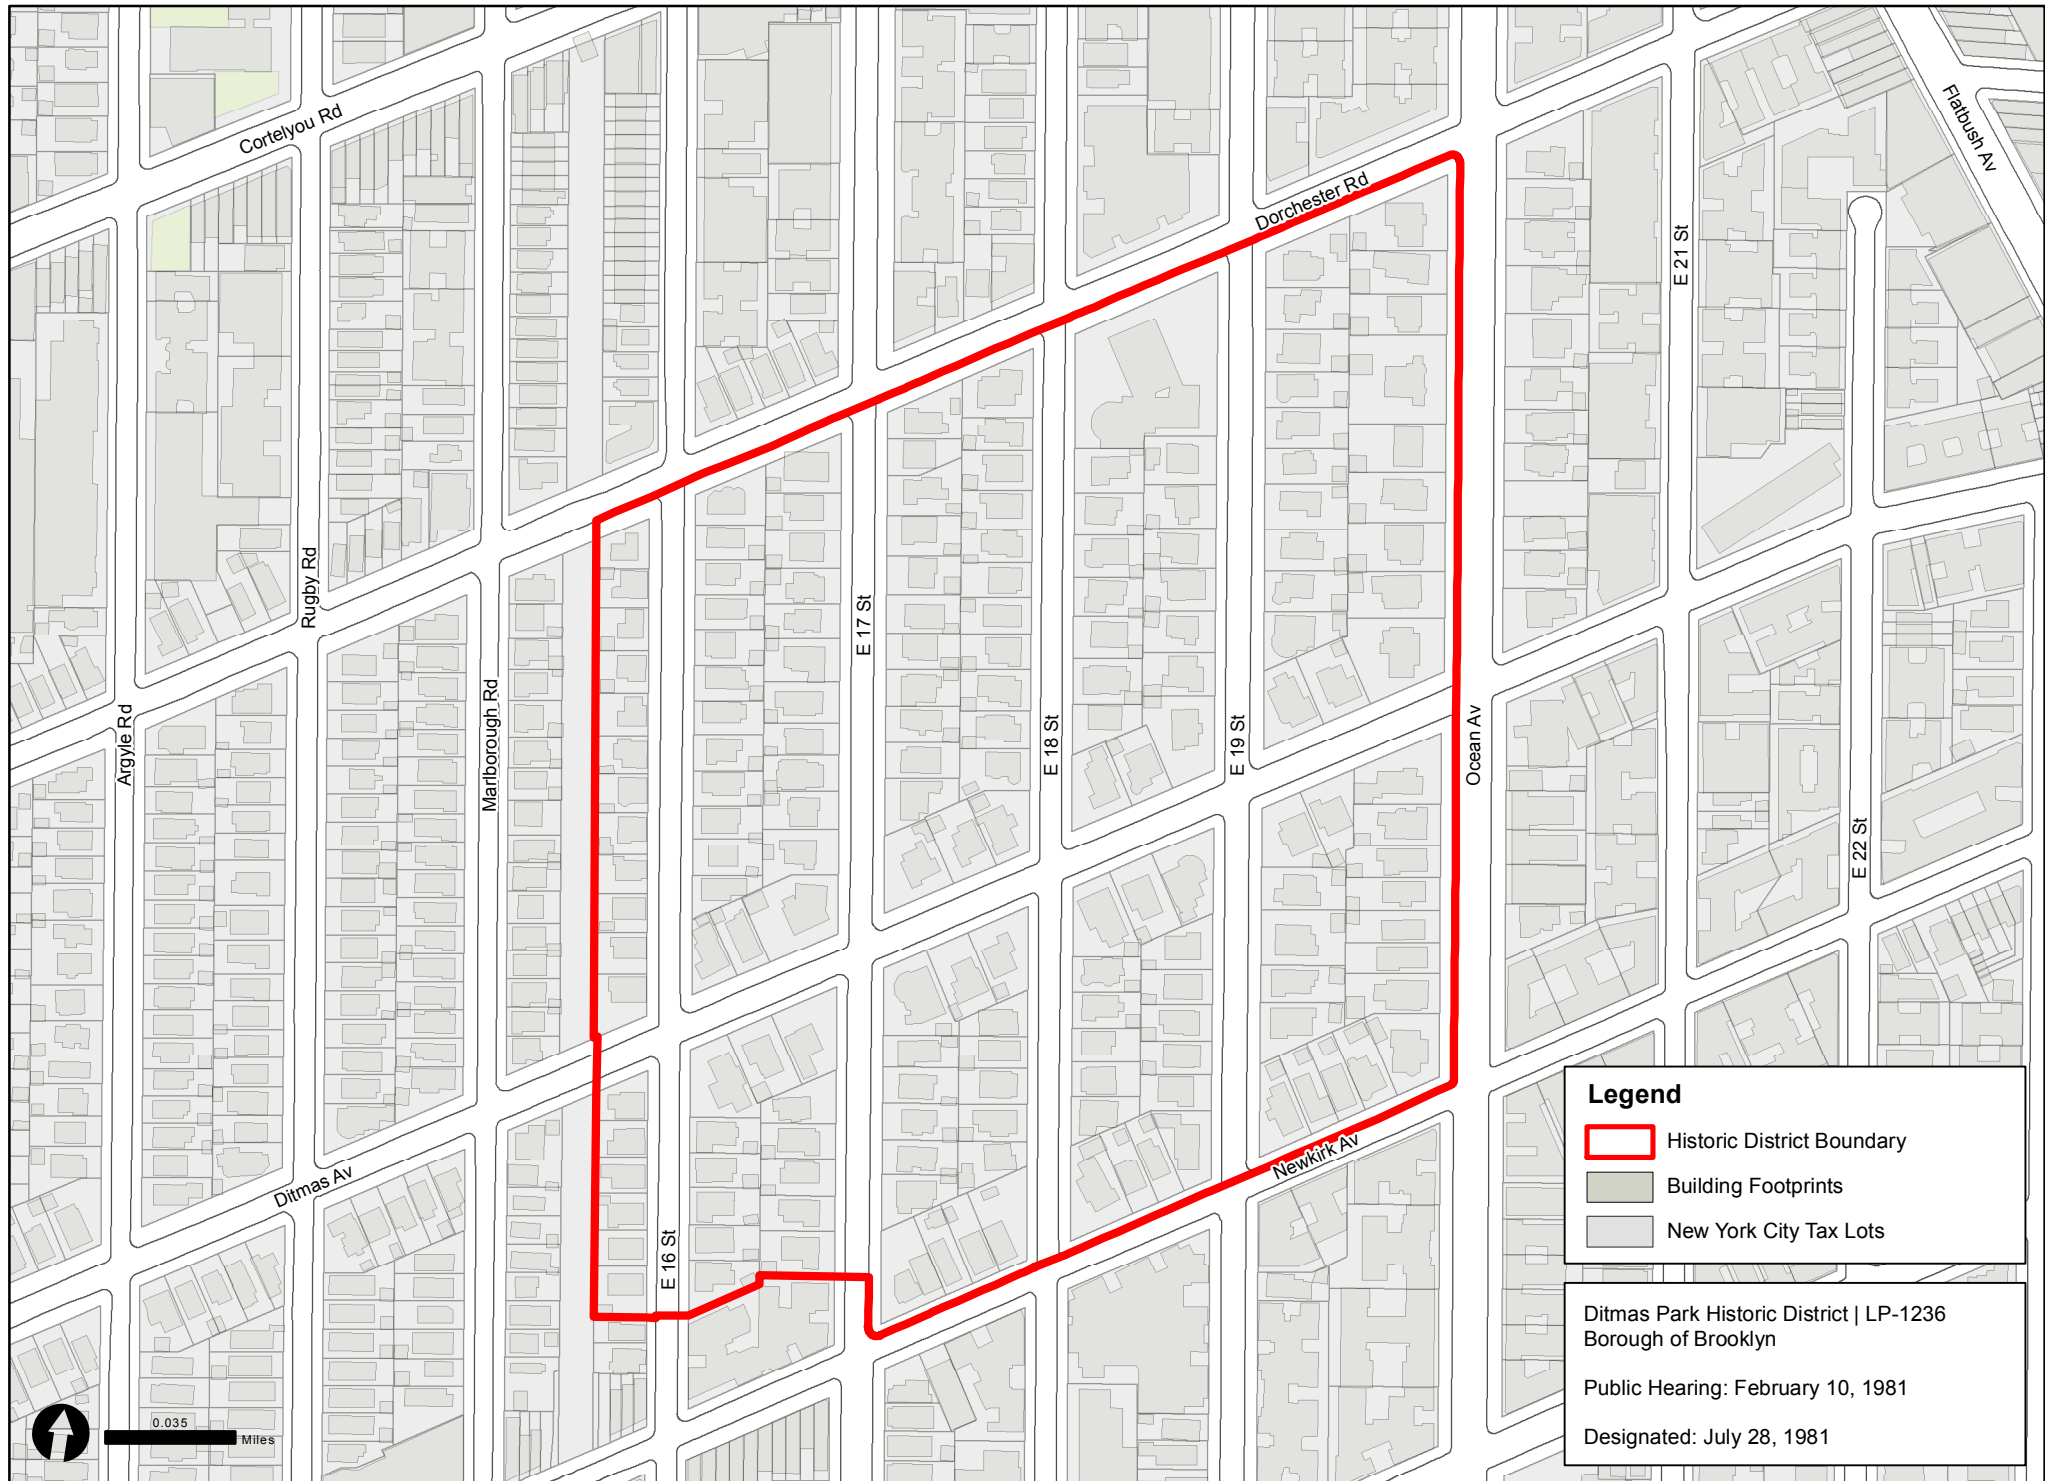 Cortelyou Rd
Flatbush Av
Dorchester Rd
E 21 St
Rugby Rd
E 17 St
Argyle Rd
Marlborough Rd
E 18 St
E 19 St
Ocean Av
E 22 St
Ditmas Av
Newkirk Av
E 16 St
Legend
Historic District Boundary
Building Footprints
New York City Tax Lots
Ditmas Park Historic District | LP-1236
Borough of Brooklyn
Public Hearing: February 10, 1981
Designated: July 28, 1981
0.035
Miles